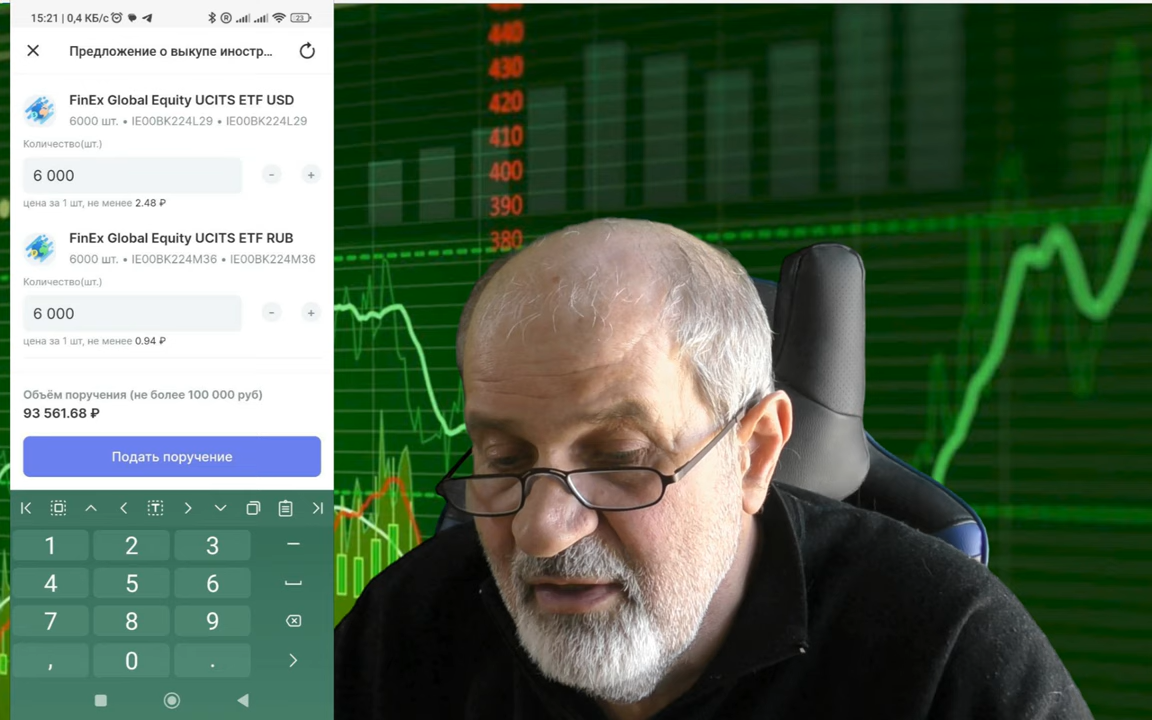 15:21 | 0,4 КБ/с
23
Предложение о выкупе иностр...
FinEx Global Equity UCITS ETF USD
6000 шт. • IE00BK224L29 • IE00BK224L29
Количество(шт.)
6 000
- +
цена за 1 шт, не менее 2.48 ₽
FinEx Global Equity UCITS ETF RUB
6000 шт. • IE00BK224M36 • IE00BK224M36
Количество(шт.)
6 000
- +
цена за 1 шт, не менее 0.94 ₽
Объём поручения (не более 100 000 руб)
93 561.68 ₽
Подать поручение
1 2 3 –
4 5 6
7 8 9
, 0 .
440
430
420
410
400
390
380